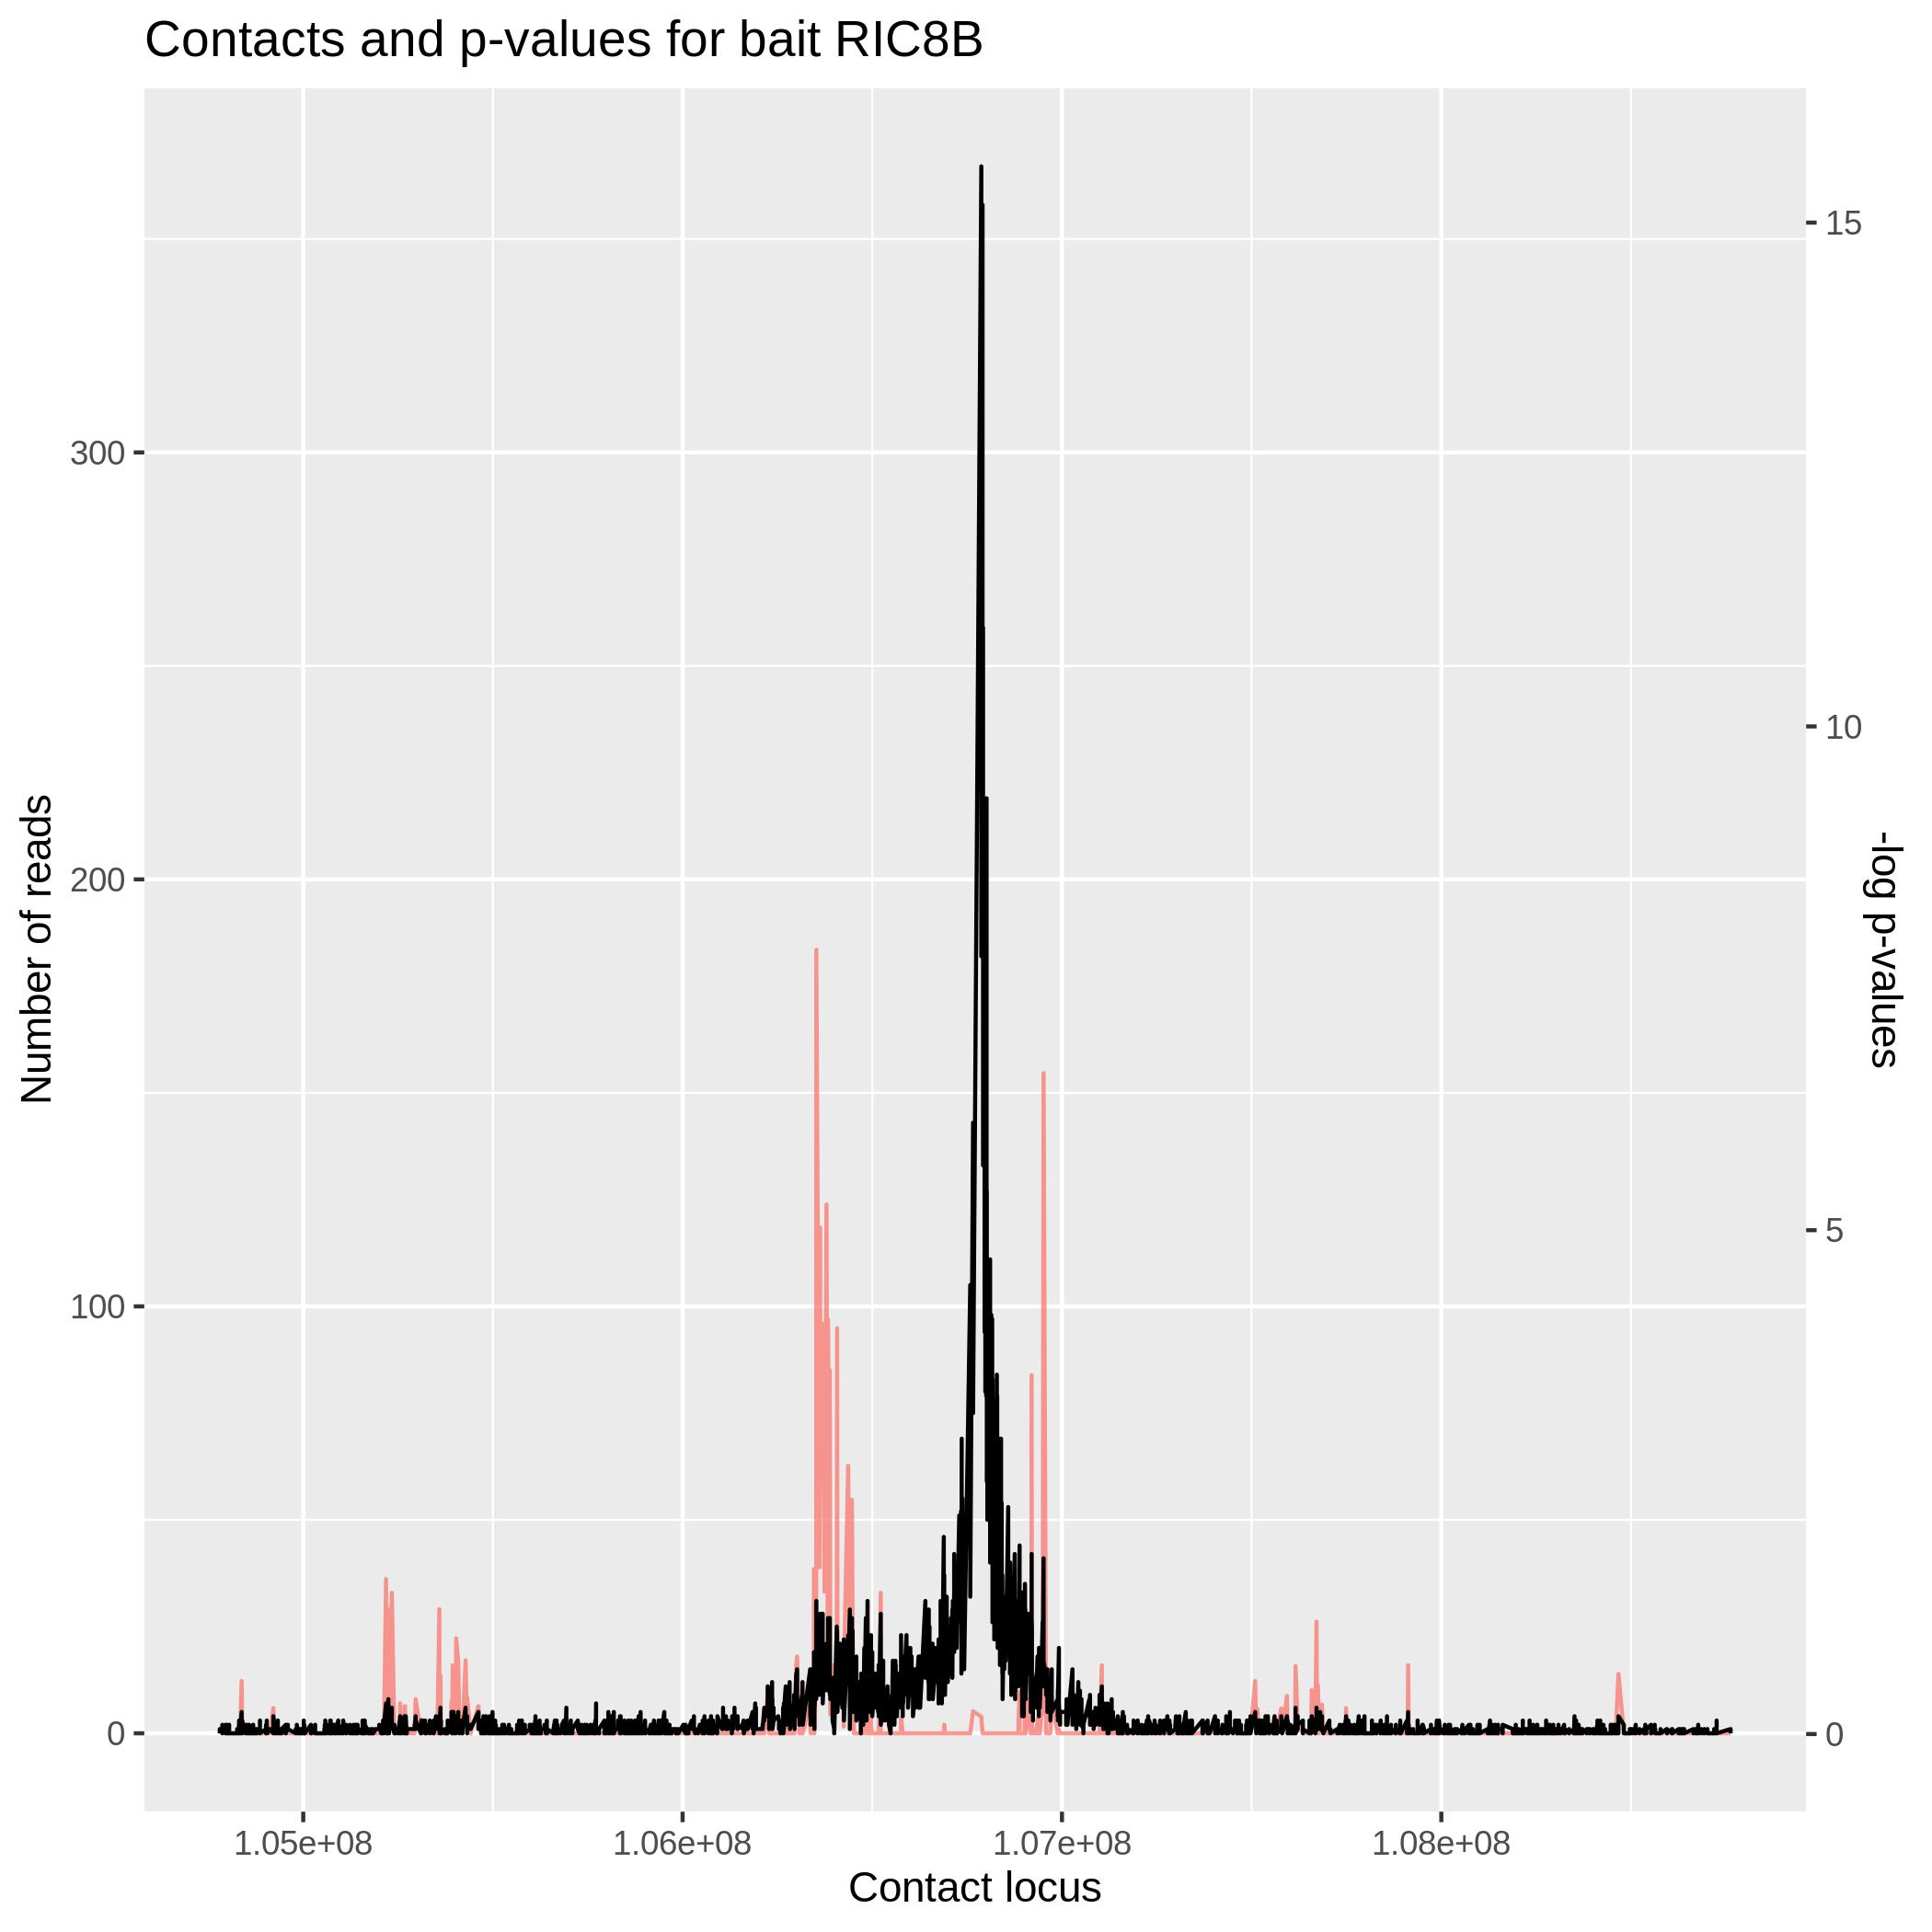 Contacts and p-values for bait RIC8B
Number of reads
300
200
100
0
15
10
5
0
-log p-values
1.05e+08
1.06e+08
1.07e+08
1.08e+08
Contact locus